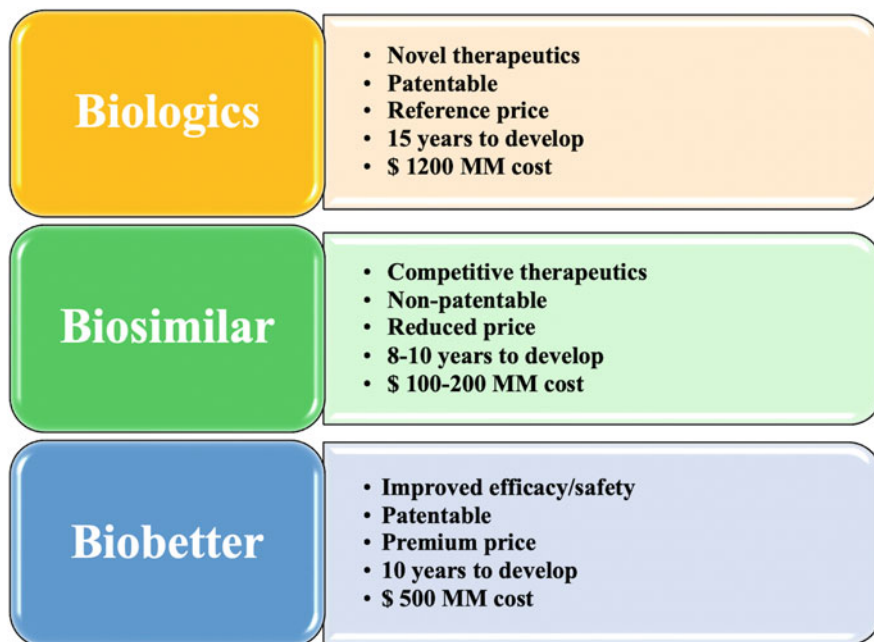 Biologics
• Novel therapeutics
• Patentable
• Reference price
• 15 years to develop
• $ 1200 MM cost
Biosimilar
• Competitive therapeutics
• Non-patentable
• Reduced price
• 8-10 years to develop
• $ 100-200 MM cost
Biobetter
• Improved efficacy/safety
• Patentable
• Premium price
• 10 years to develop
• $ 500 MM cost